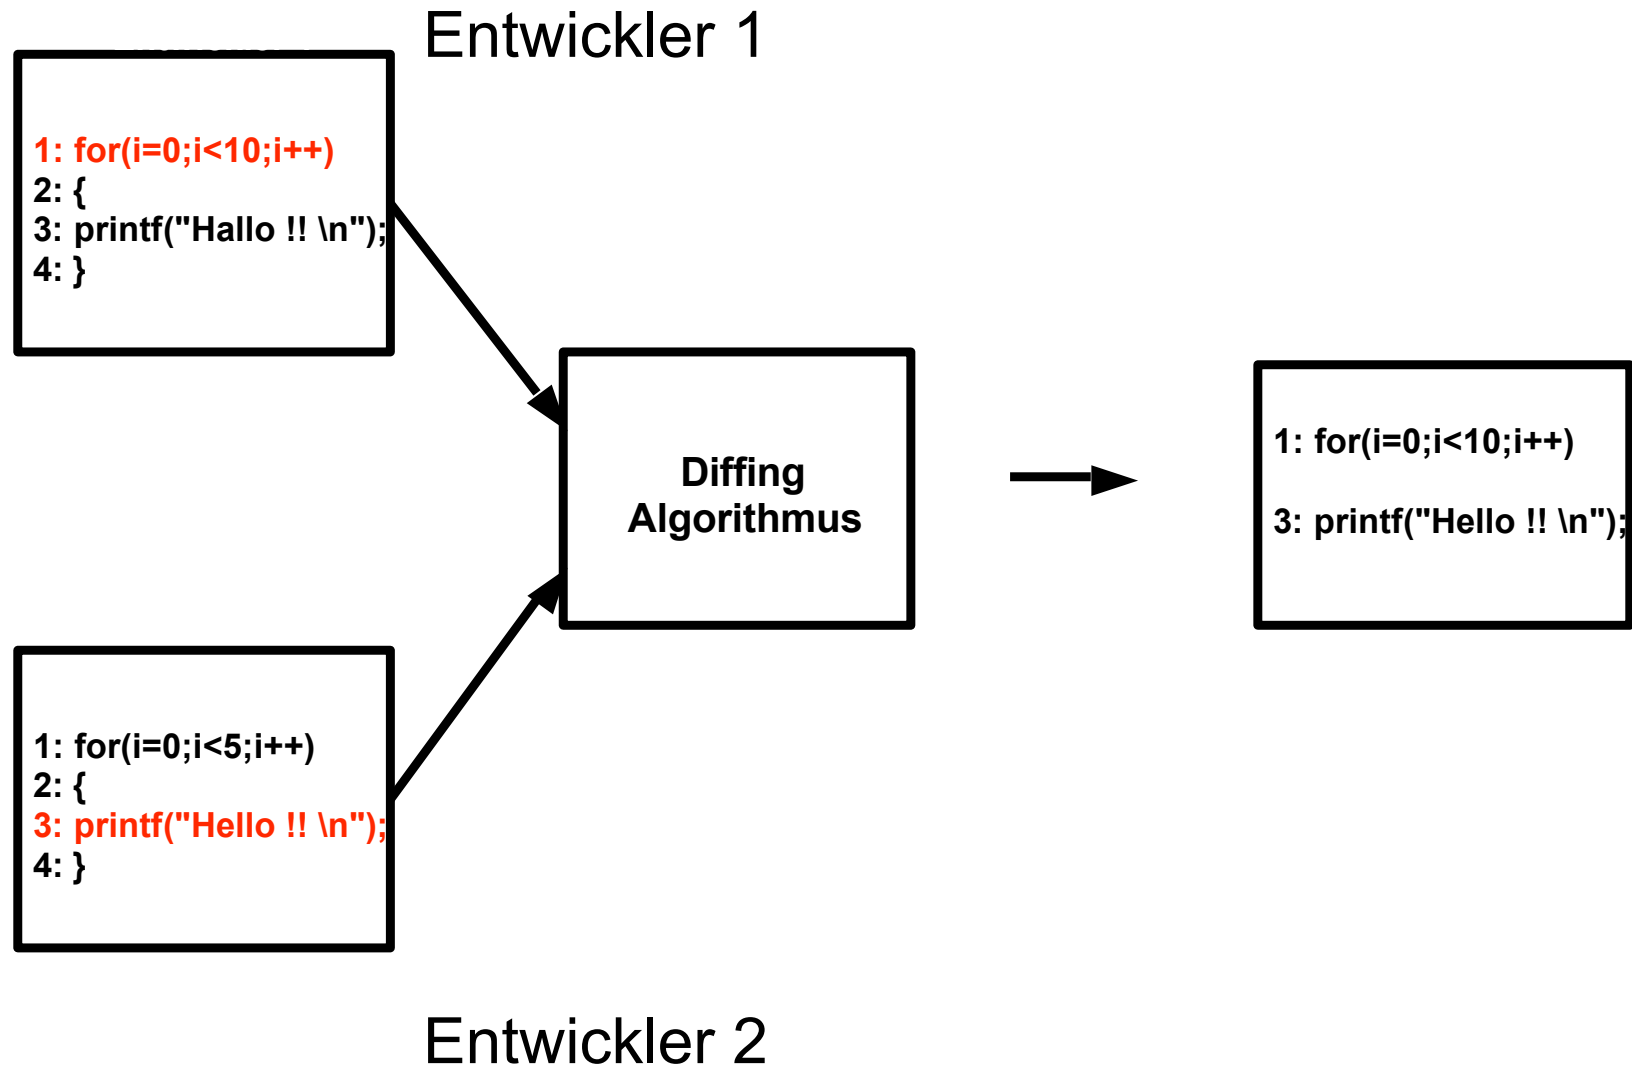 Entwickler 1
1: for(i=0;i<10;i++)
2: {
3: printf("Hallo !! \n");
4: }
Diffing
Algorithmus
1: for(i=0;i<10;i++)
3: printf("Hello !! \n");
1: for(i=0;i<5;i++)
2: {
3: printf("Hello !! \n");
4: }
Entwickler 2